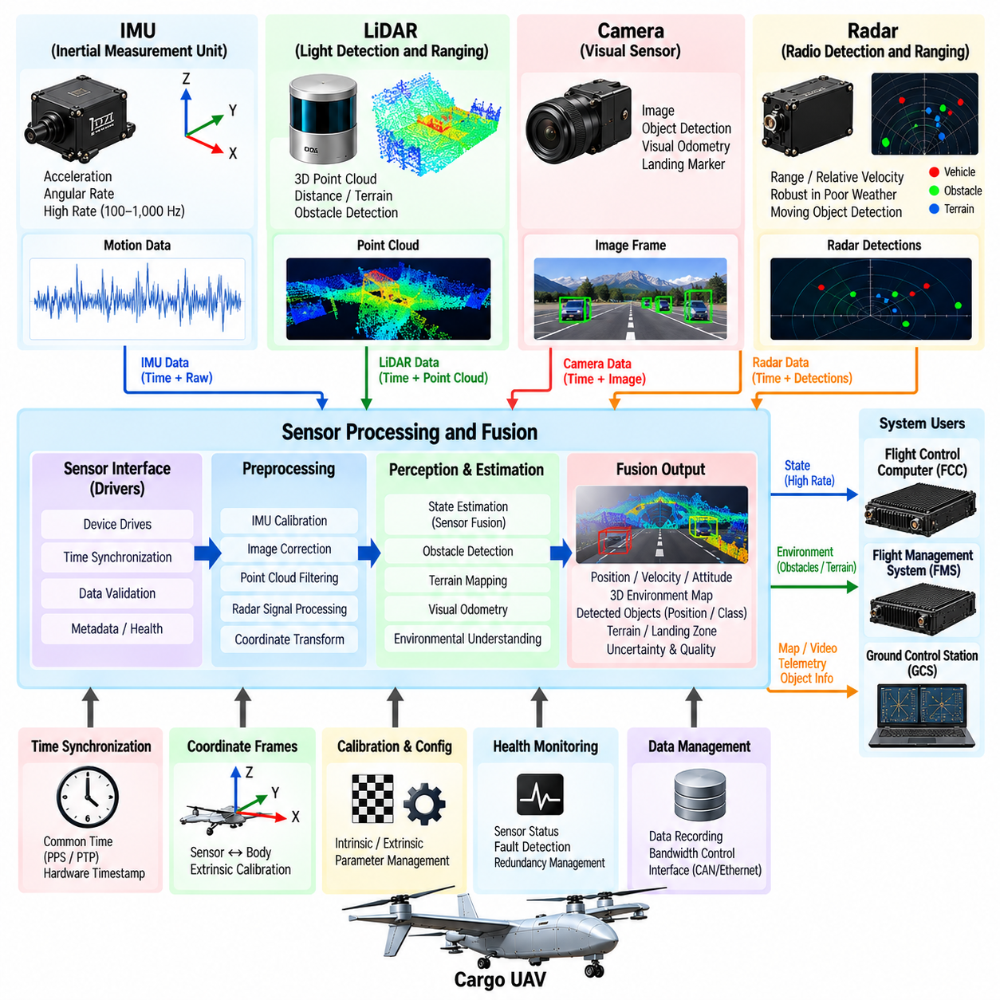 IMU
(Inertial Measurement Unit)
Z
Y
X
Acceleration
Angular Rate
High Rate (100–1,000 Hz)
Motion Data
LiDAR
(Light Detection and Ranging)
3D Point Cloud
Distance / Terrain
Obstacle Detection
Point Cloud
Camera
(Visual Sensor)
Image
Object Detection
Visual Odometry
Landing Marker
Image Frame
Radar
(Radio Detection and Ranging)
Range / Relative Velocity
Robust in Poor Weather
Moving Object Detection
Vehicle
Obstacle
Terrain
Radar Detections
IMU Data
(Time + Raw)
LiDAR Data
(Time + Point Cloud)
Camera Data
(Time + Image)
Radar Data
(Time + Detections)
Sensor Processing and Fusion
Sensor Interface
(Drivers)
Device Drives
Time Synchronization
Data Validation
Metadata / Health
Preprocessing
IMU Calibration
Image Correction
Point Cloud Filtering
Radar Signal Processing
Coordinate Transform
Perception & Estimation
State Estimation
(Sensor Fusion)
Obstacle Detection
Terrain Mapping
Visual Odometry
Environmental Understanding
Fusion Output
Position / Velocity / Attitude
3D Environment Map
Detected Objects (Position / Class)
Terrain / Landing Zone
Uncertainty & Quality
State
(High Rate)
Environment
(Obstacles / Terrain)
Map / Video
Telemetry
Object Info
System Users
Flight Control
Computer (FCC)
Flight Management
System (FMS)
Ground Control Station
(GCS)
Time Synchronization
6
Common Time
(PPS / PTP)
Hardware Timestamp
Coordinate Frames
Z
Y
X
Sensor ↔ Body
Extrinsic Calibration
Calibration & Config
Intrinsic / Extrinsic
Parameter Management
Health Monitoring
Sensor Status
Fault Detection
Redundancy Management
Data Management
Data Recording
Bandwidth Control
Interface (CAN/Ethernet)
Cargo UAV